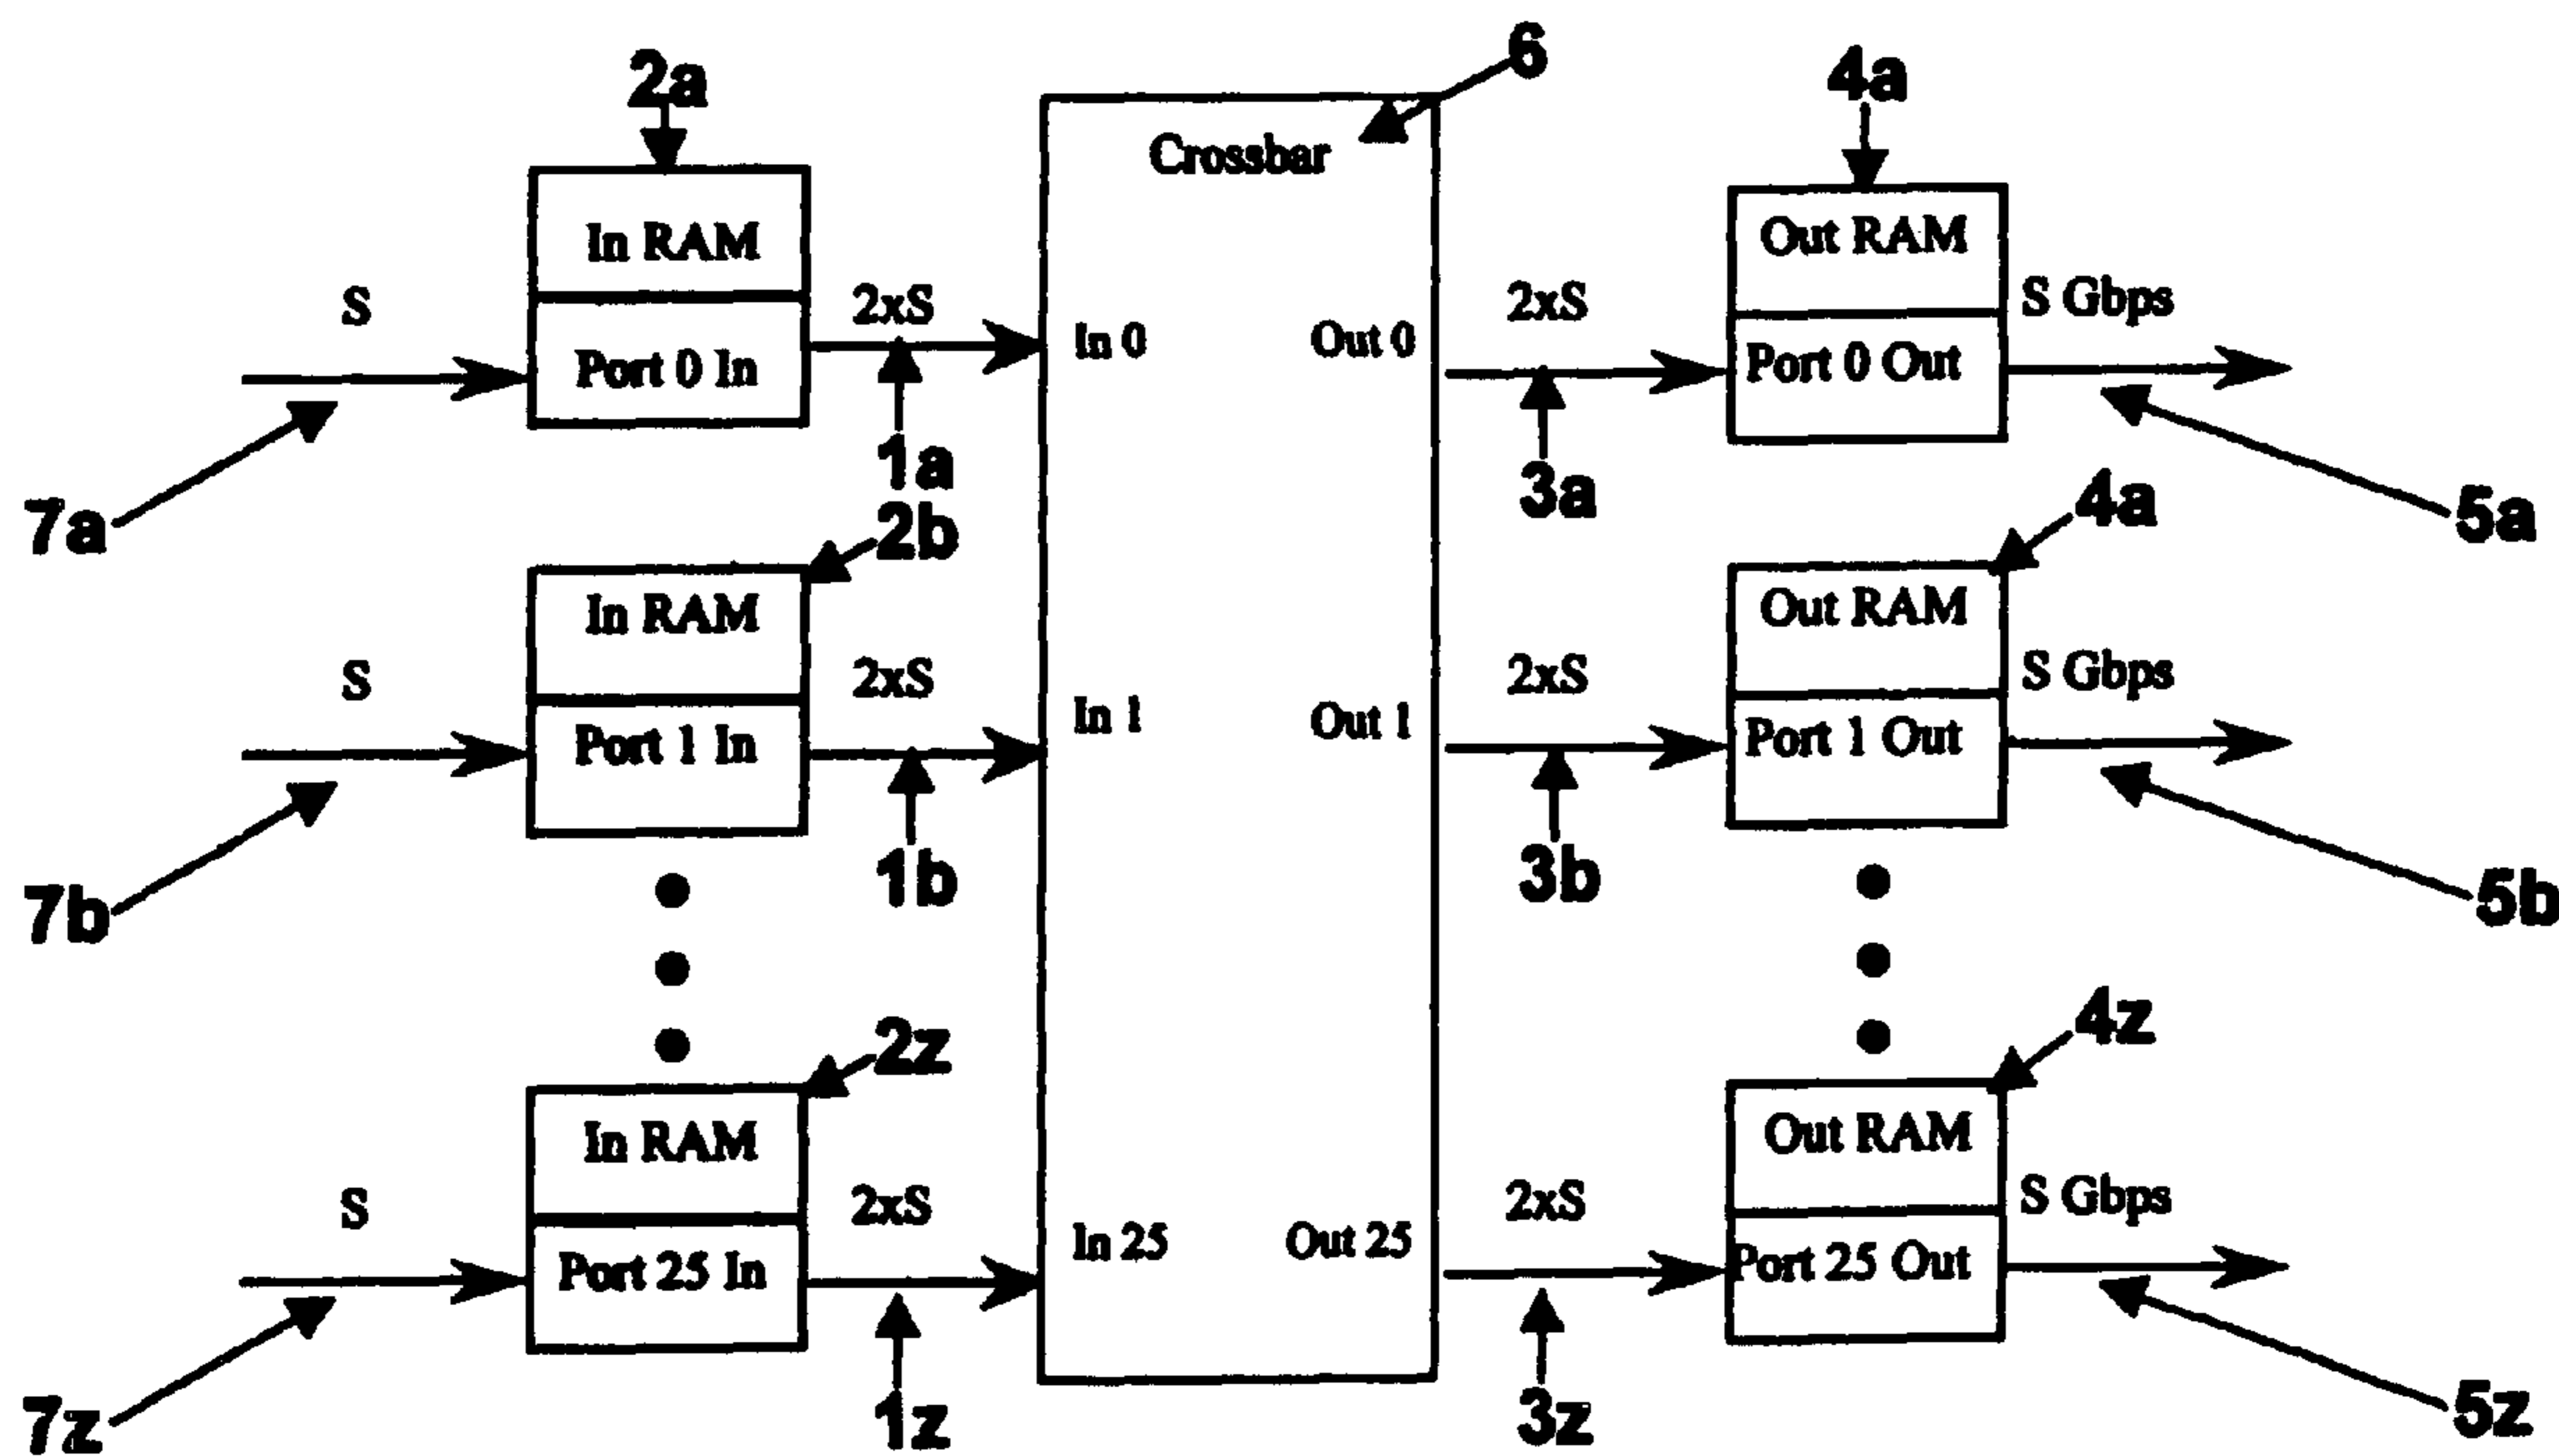 6
2a
4a
Crossbar
In RAM
Out RAM
S
2xS
2xS
S Gbps
Port 0 In
In 0
Out 0
Port 0 Out
1a
3a
7a
2b
4a
5a
In RAM
Out RAM
S
2xS
2xS
S Gbps
Port 1 In
In 1
Out 1
Port 1 Out
1b
3b
7b
5b
2z
4z
In RAM
Out RAM
S
2xS
2xS
S Gbps
Port 25 In
In 25
Out 25
Port 25 Out
1z
3z
7z
5z